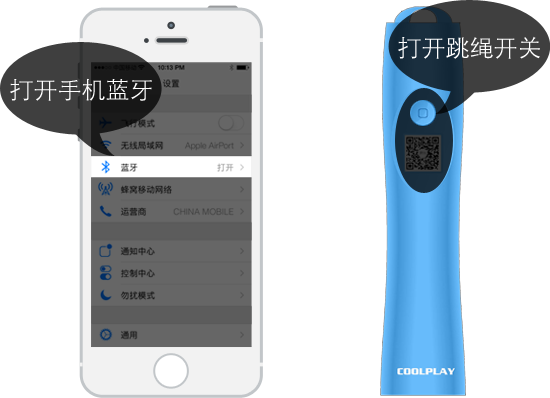 打开手机蓝牙
打开跳绳开关
10:13 PM
设置
飞行模式
无线局域网 Apple AirPort
蓝牙 打开
蜂窝移动网络
运营商 CHINA MOBILE
通知中心
控制中心
勿扰模式
通用
COOLPLAY